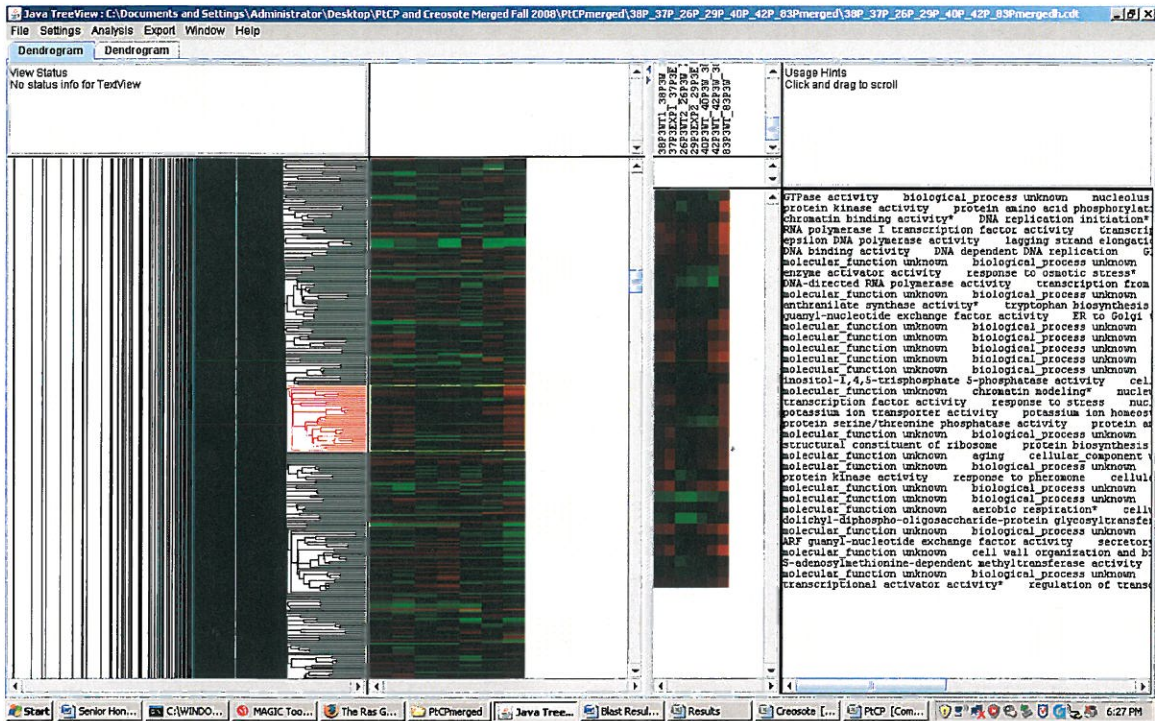 Java TreeView : C:\Documents and Settings\Administrator\Desktop\PtCP and Creosote Merged Fall 2008\PtCPmerged\38P_37P_26P_29P_40P_42P_83Pmerged\38P_37P_26P_29P_40P_42P_83Pmergedh.cdt
File Settings Analysis Export Window Help
Dendrogram Dendrogram
View Status
No status info for TextView
38P3WT1_38P3W
37P3EXP1_37P3E
26P3WT2_26P3W
29P3EXP2_29P3E
40P3WT_40P3W_3
42P3WT_42P3W_3
83P3WT_83P3W_
Usage Hints
Click and drag to scroll
GTPase activity biological_process unknown nucleolus
protein kinase activity protein amino acid phosphorylati
chromatin binding activity* DNA replication initiation*
RNA polymerase I transcription factor activity transcrip
epsilon DNA polymerase activity lagging strand elongatio
DNA binding activity DNA dependent DNA replication
molecular_function unknown biological_process unknown
enzyme activator activity response to osmotic stress*
DNA-directed RNA polymerase activity transcription from
molecular_function unknown biological_process unknown
anthranilate synthase activity* tryptophan biosynthesis
guanyl-nucleotide exchange factor activity ER to Golgi
molecular_function unknown biological_process unknown
molecular_function unknown biological_process unknown
molecular_function unknown biological_process unknown
molecular_function unknown biological_process unknown
molecular_function unknown biological_process unknown
inositol-1,4,5-trisphosphate 5-phosphatase activity cel
molecular_function unknown chromatin modeling* nucle
transcription factor activity response to stress nuc
potassium ion transporter activity potassium ion homeos
protein serine/threonine phosphatase activity protein a
molecular_function unknown biological_process unknown
structural constituent of ribosome protein biosynthesis
molecular_function unknown aging cellular_component
molecular_function unknown biological_process unknown
protein kinase activity response to pheromone cellul
molecular_function unknown biological_process unknown
molecular_function unknown biological_process unknown
molecular_function unknown aerobic respiration* cell
dolichyl-diphospho-oligosaccharide-protein glycosyltransfe
molecular_function unknown biological_process unknown
ARF guanyl-nucleotide exchange factor activity secretory
molecular_function unknown cell wall organization and b
S-adenosylmethionine-dependent methyltransferase activity
molecular_function unknown biological_process unknown
transcriptional activator activity* regulation of trans
Start Senior Hon... C:\WINDO... MAGIC Too... The Ras G... PtCPmerged Java Tree... Blast Resul... Results Creosote [... PtCP [Com... 6:27 PM